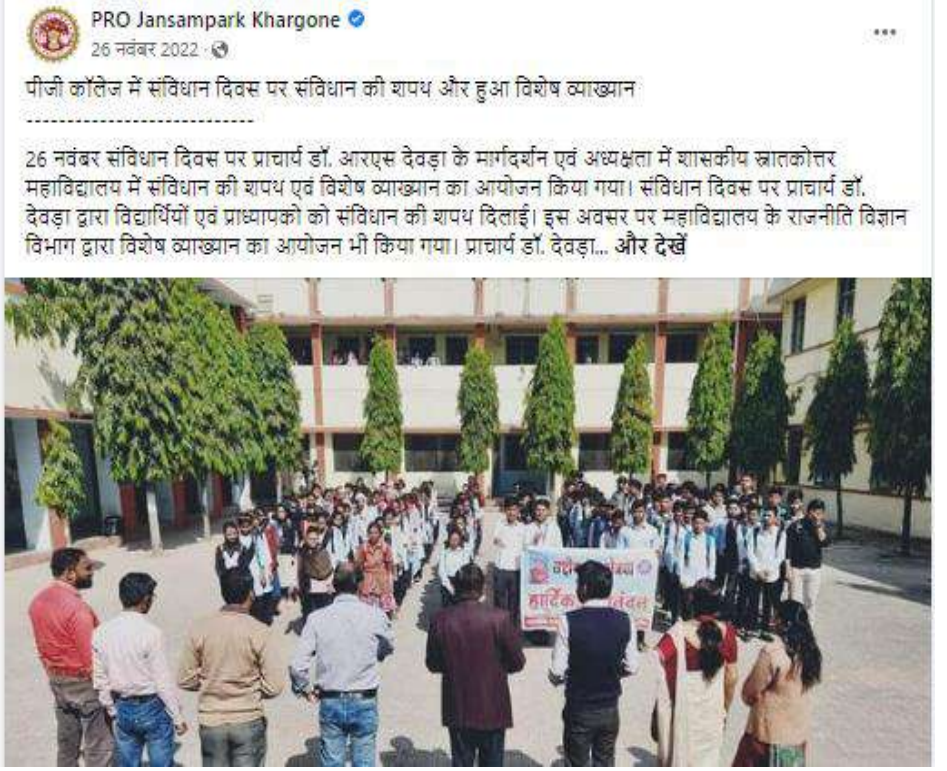 PRO Jansampark Khargone
26 नवंबर 2022 ·
पीजी कॉलेज में संविधान दिवस पर संविधान की शपथ और हुआ विशेष व्याख्यान
----------------------------
26 नवंबर संविधान दिवस पर प्राचार्य डॉ. आरएस देवड़ा के मार्गदर्शन एवं अध्यक्षता में शासकीय स्नातकोत्तर
महाविद्यालय में संविधान की शपथ एवं विशेष व्याख्यान का आयोजन किया गया। संविधान दिवस पर प्राचार्य डॉ.
देवड़ा द्वारा विद्यार्थियों एवं प्राध्यापको को संविधान की शपथ दिलाई। इस अवसर पर महाविद्यालय के राजनीति विज्ञान
विभाग द्वारा विशेष व्याख्यान का आयोजन भी किया गया। प्राचार्य डॉ. देवड़ा... और देखें
हार्दिक